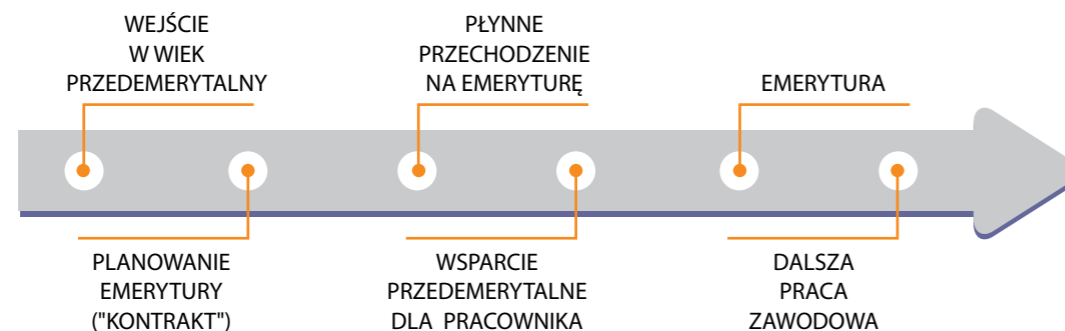 WEJŚCIE
W WIEK
PRZEDEMERYTALNY
PLANOWANIE
EMERYTURY
("KONTRAKT")
PŁYNNE
PRZECHODZENIE
NA EMERYTURĘ
WSPARCIE
PRZEDEMERYTALNE
DLA PRACOWNIKA
EMERYTURA
DALSZA
PRACA
ZAWODOWA